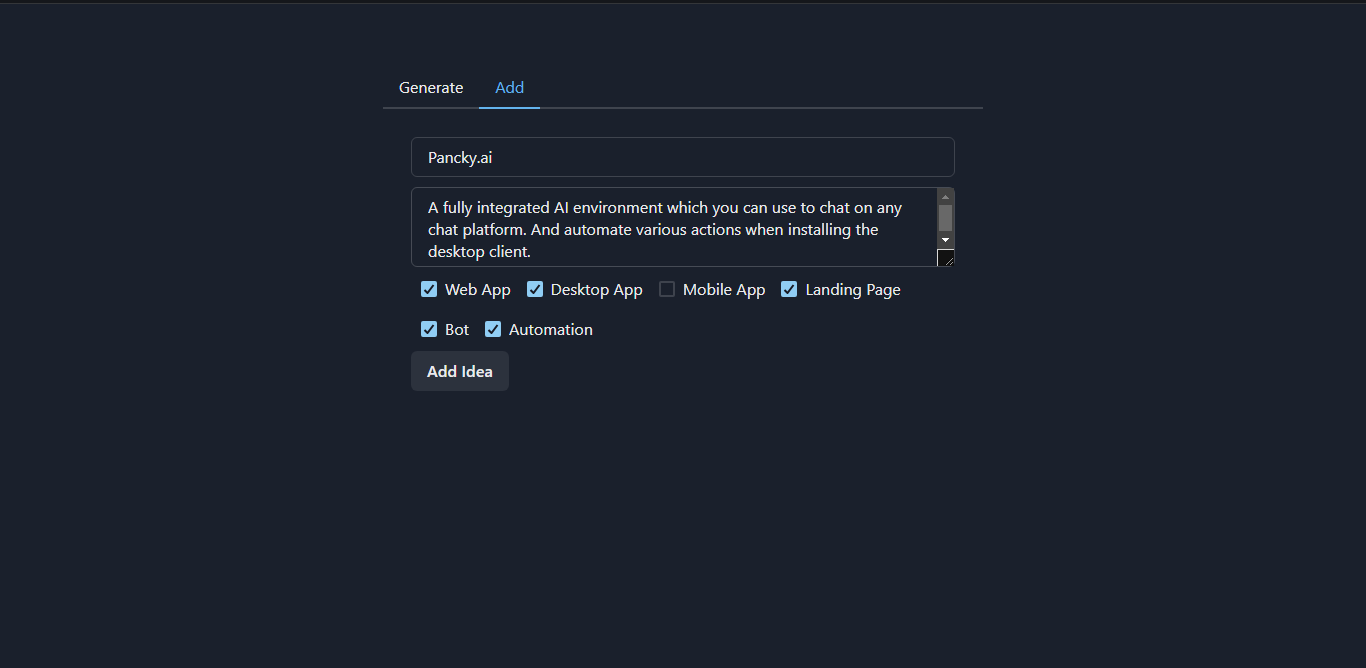 Generate Add
Pancky.ai
A fully integrated AI environment which you can use to chat on any
chat platform. And automate various actions when installing the
desktop client.
Web App Desktop App Mobile App Landing Page
Bot Automation
Add Idea